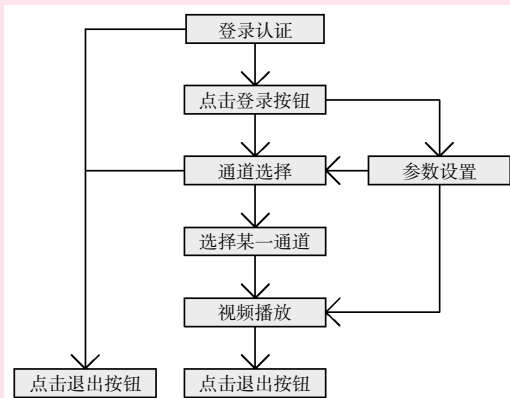 登录认证
点击登录按钮
通道选择
参数设置
选择某一通道
视频播放
点击退出按钮
点击退出按钮